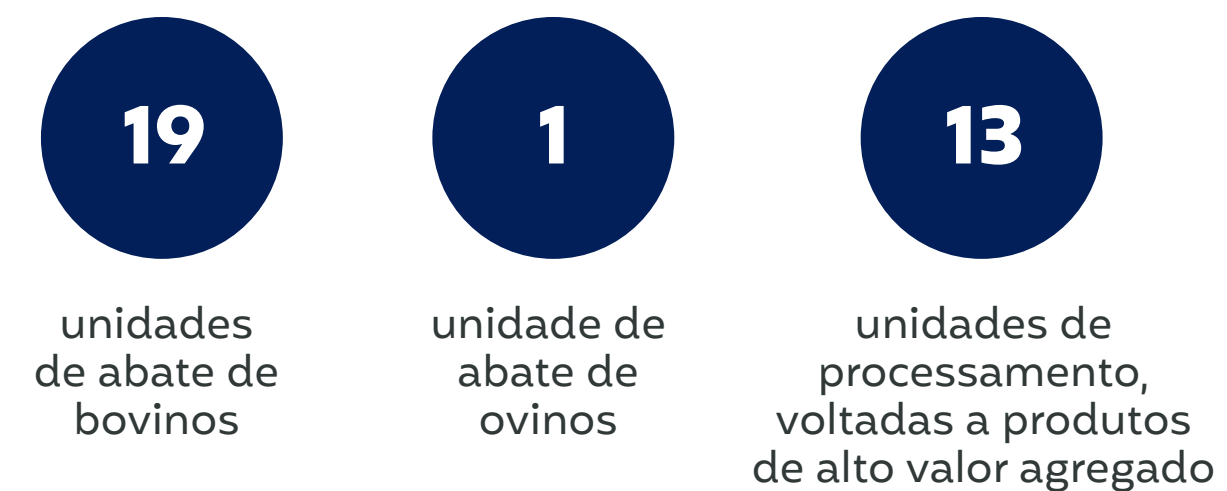 19
unidades
de abate de
bovinos
1
unidade de
abate de
ovinos
13
unidades de
processamento,
voltadas a produtos
de alto valor agregado